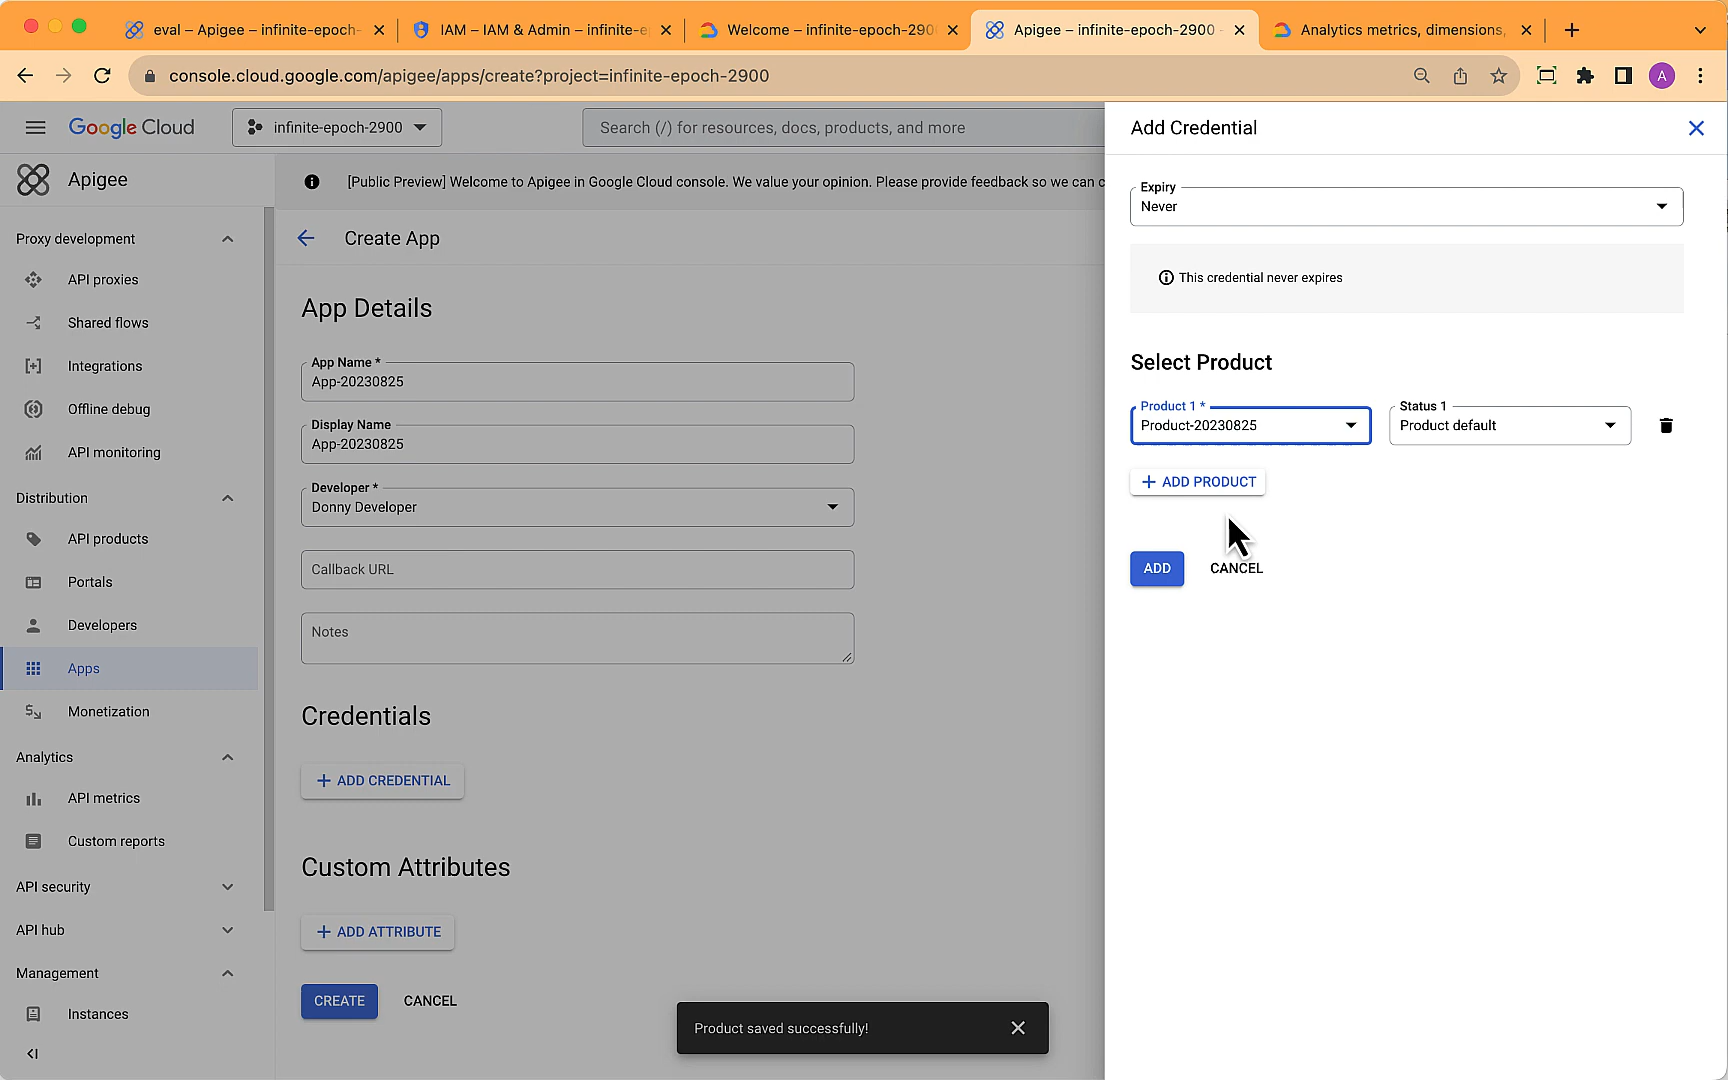 eval – Apigee – infinite-epoch-
IAM – IAM & Admin – infinite-e
Welcome – infinite-epoch-290
Apigee – infinite-epoch-2900 -
Analytics metrics, dimensions,
console.cloud.google.com/apigee/apps/create?project=infinite-epoch-2900
A
Google Cloud
infinite-epoch-2900
Search (/) for resources, docs, products, and more
Apigee
[Public Preview] Welcome to Apigee in Google Cloud console. We value your opinion. Please provide feedback so we can c
Proxy development
API proxies
Shared flows
Integrations
Offline debug
API monitoring
Distribution
API products
Portals
Developers
Apps
Monetization
Analytics
API metrics
Custom reports
API security
API hub
Management
Instances
Create App
App Details
App Name *
App-20230825
Display Name
App-20230825
Developer *
Donny Developer
Callback URL
Notes
Credentials
+ ADD CREDENTIAL
Custom Attributes
+ ADD ATTRIBUTE
CREATE
CANCEL
Product saved successfully!
Add Credential
Expiry
Never
This credential never expires
Select Product
Product 1 *
Product-20230825
Status 1
Product default
+ ADD PRODUCT
ADD
CANCEL